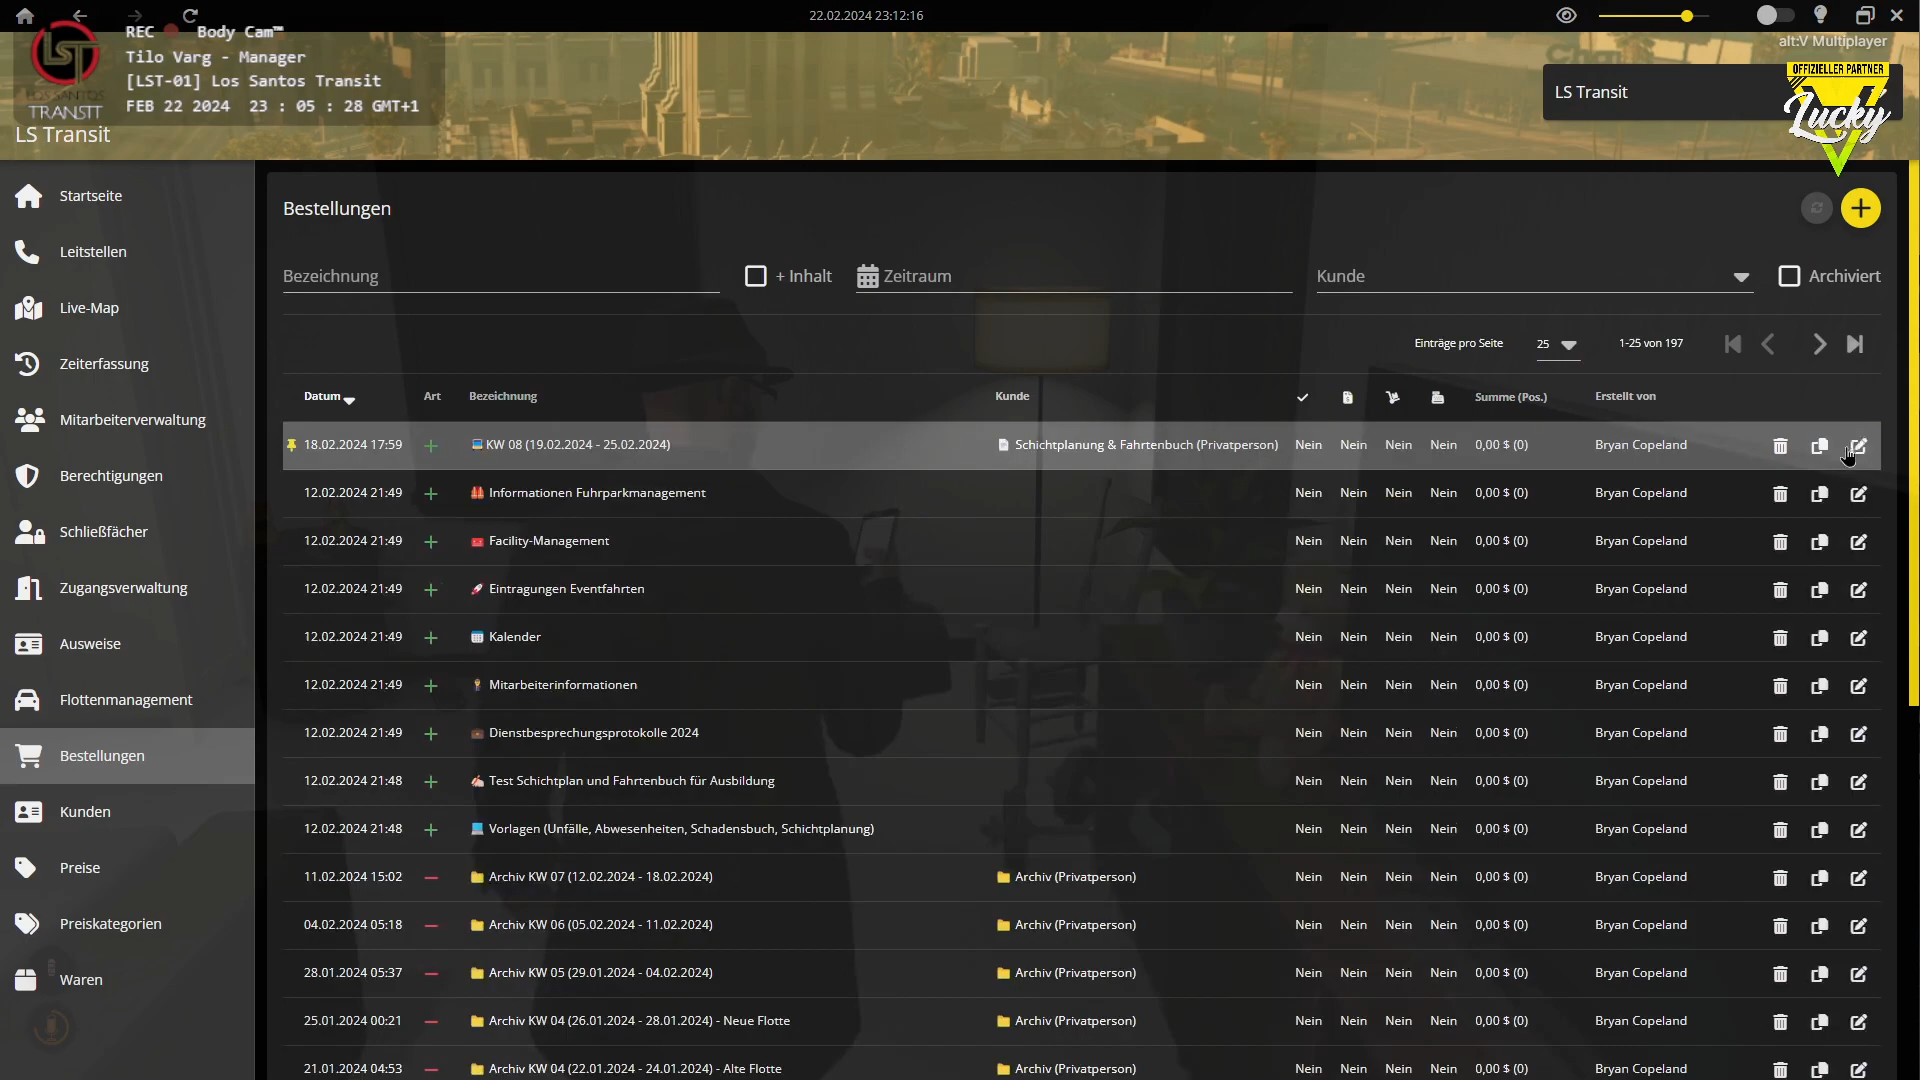 22.02.2024 23:12:16
REC Body Cam™
Tilo Varg - Manager
[LST-01] Los Santos Transit
FEB 22 2024 23 : 05 : 28 GMT+1
LST
LOS SANTOS
TRANSIT
LS Transit
alt:V Multiplayer
LS Transit
OFFIZIELLER PARTNER
Lucky
V
Startseite
Leitstellen
Live-Map
Zeiterfassung
Mitarbeiterverwaltung
Berechtigungen
Schließfächer
Zugangsverwaltung
Ausweise
Flottenmanagement
Bestellungen
Kunden
Preise
Preiskategorien
Waren
Bestellungen
Bezeichnung + Inhalt Zeitraum Kunde Archiviert
Einträge pro Seite 25 1-25 von 197
Datum Art Bezeichnung Kunde Summe (Pos.) Erstellt von
18.02.2024 17:59 + KW 08 (19.02.2024 - 25.02.2024) Schichtplanung & Fahrtenbuch (Privatperson) Nein Nein Nein Nein 0,00 $ (0) Bryan Copeland
12.02.2024 21:49 + Informationen Fuhrparkmanagement Nein Nein Nein Nein 0,00 $ (0) Bryan Copeland
12.02.2024 21:49 + Facility-Management Nein Nein Nein Nein 0,00 $ (0) Bryan Copeland
12.02.2024 21:49 + Eintragungen Eventfahrten Nein Nein Nein Nein 0,00 $ (0) Bryan Copeland
12.02.2024 21:49 + Kalender Nein Nein Nein Nein 0,00 $ (0) Bryan Copeland
12.02.2024 21:49 + Mitarbeiterinformationen Nein Nein Nein Nein 0,00 $ (0) Bryan Copeland
12.02.2024 21:49 + Dienstbesprechungsprotokolle 2024 Nein Nein Nein Nein 0,00 $ (0) Bryan Copeland
12.02.2024 21:48 + Test Schichtplan und Fahrtenbuch für Ausbildung Nein Nein Nein Nein 0,00 $ (0) Bryan Copeland
12.02.2024 21:48 + Vorlagen (Unfälle, Abwesenheiten, Schadensbuch, Schichtplanung) Nein Nein Nein Nein 0,00 $ (0) Bryan Copeland
11.02.2024 15:02 — Archiv KW 07 (12.02.2024 - 18.02.2024) Archiv (Privatperson) Nein Nein Nein Nein 0,00 $ (0) Bryan Copeland
04.02.2024 05:18 — Archiv KW 06 (05.02.2024 - 11.02.2024) Archiv (Privatperson) Nein Nein Nein Nein 0,00 $ (0) Bryan Copeland
28.01.2024 05:37 — Archiv KW 05 (29.01.2024 - 04.02.2024) Archiv (Privatperson) Nein Nein Nein Nein 0,00 $ (0) Bryan Copeland
25.01.2024 00:21 — Archiv KW 04 (26.01.2024 - 28.01.2024) - Neue Flotte Archiv (Privatperson) Nein Nein Nein Nein 0,00 $ (0) Bryan Copeland
21.01.2024 04:53 — Archiv KW 04 (22.01.2024 - 24.01.2024) - Alte Flotte Archiv (Privatperson) Nein Nein Nein Nein 0,00 $ (0) Bryan Copeland